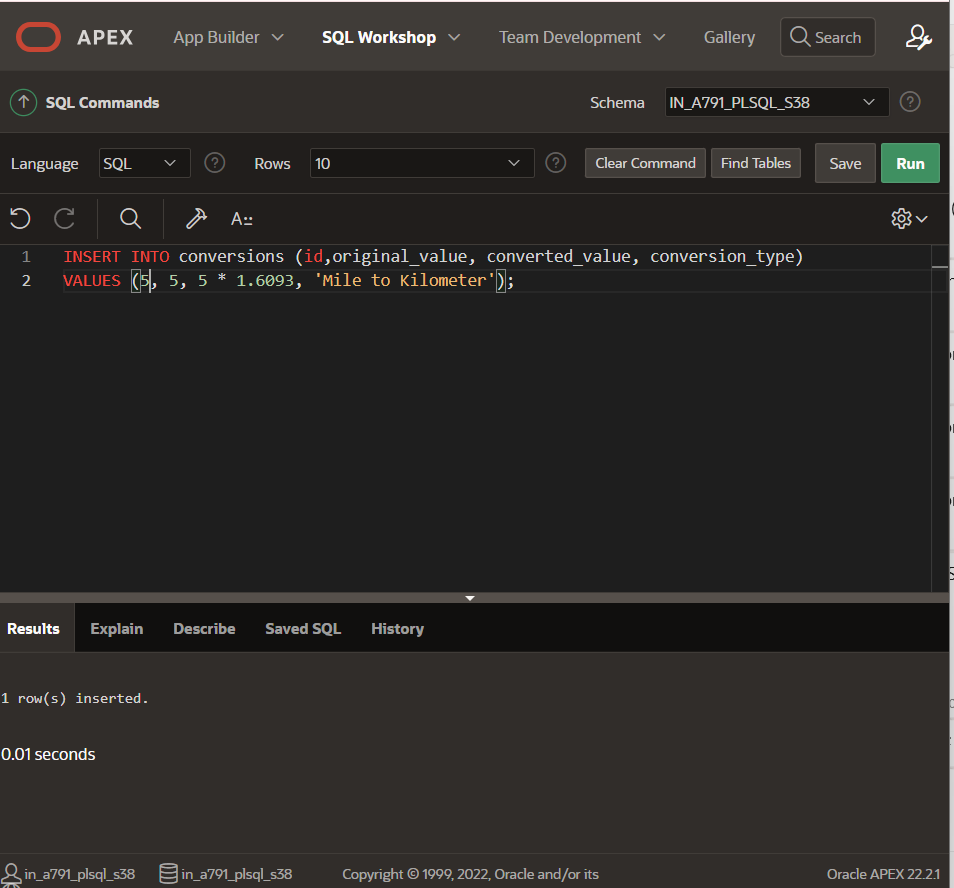 APEX App Builder SQL Workshop Team Development Gallery Search
SQL Commands Schema IN_A791_PLSQL_S38 ?
Language SQL ? Rows 10 ? Clear Command Find Tables Save Run
A::
1 INSERT INTO conversions (id,original_value, converted_value, conversion_type)
2 VALUES (5, 5, 5 * 1.6093, 'Mile to Kilometer');
Results Explain Describe Saved SQL History
1 row(s) inserted.
0.01 seconds
in_a791_plsql_s38 in_a791_plsql_s38 Copyright © 1999, 2022, Oracle and/or its Oracle APEX 22.2.1